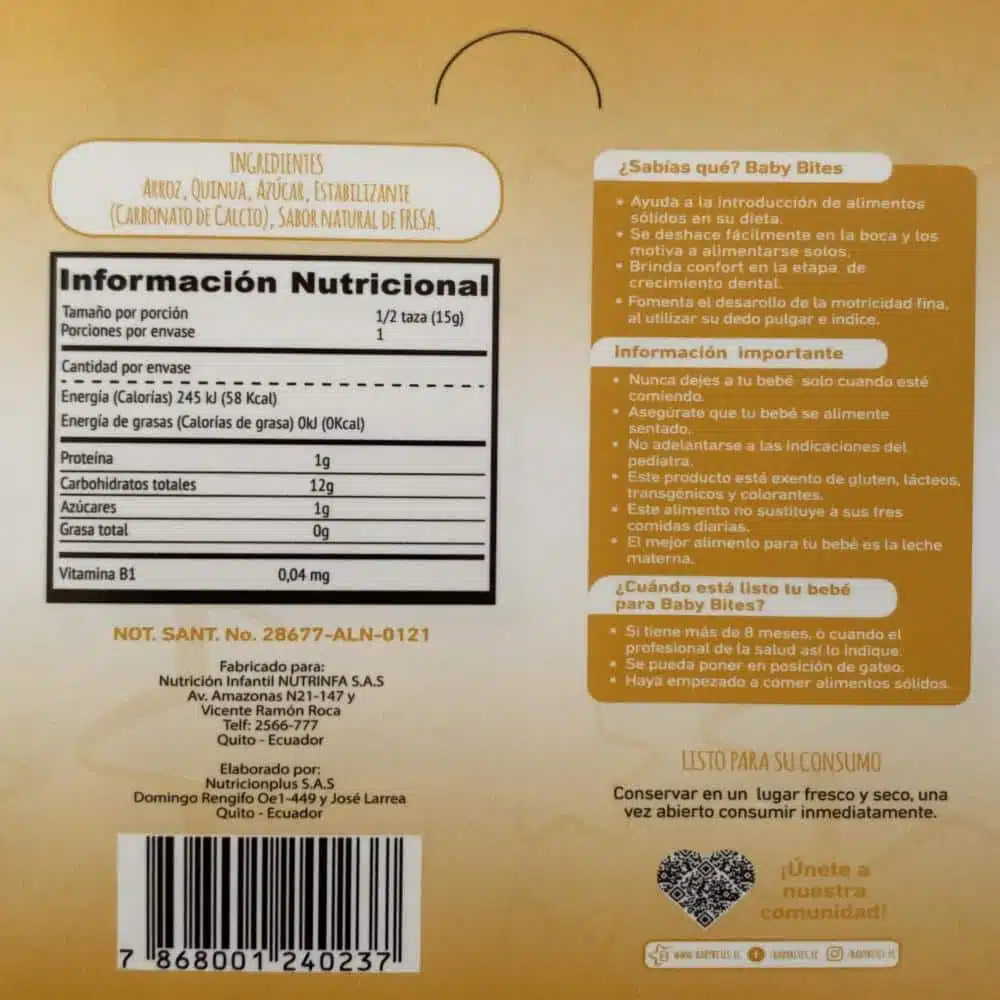 INGREDIENTES
ARROZ, QUINUA, AZÚCAR, ESTABILIZANTE
(CARBONATO DE CALCIO), SABOR NATURAL DE FRESA.
Información Nutricional
Tamaño por porción 1/2 taza (15g)
Porciones por envase 1
Cantidad por envase
Energía (Calorías) 245 kJ (58 Kcal)
Energía de grasas (Calorías de grasa) 0kJ (0Kcal)
Proteína 1g
Carbohidratos totales 12g
Azúcares 1g
Grasa total 0g
Vitamina B1 0,04 mg
NOT. SANT. No. 28677-ALN-0121
Fabricado para:
Nutrición Infantil NUTRINFA S.A.S
Av. Amazonas N21-147 y
Vicente Ramón Roca
Telf: 2566-777
Quito - Ecuador
Elaborado por:
Nutricionplus S.A.S
Domingo Rengifo Oe1-449 y José Larrea
Quito - Ecuador
7 868001 240237
¿Sabías qué? Baby Bites
• Ayuda a la introducción de alimentos
sólidos en su dieta.
• Se deshace fácilmente en la boca y los
motiva a alimentarse solos.
• Brinda confort en la etapa de
crecimiento dental.
• Fomenta el desarollo de la motricidad fina,
al utilizar su dedo pulgar e indice.
Información importante
• Nunca dejes a tu bebé solo cuando esté
comiendo.
• Asegúrate que tu bebé se alimente
sentado.
• No adelantarse a las indicaciones del
pediatra.
• Este producto está exento de gluten, lácteos,
transgénicos y colorantes.
• Este alimento no sustituye a sus tres
comidas diarias.
• El mejor alimento para tu bebé es la leche
materna.
¿Cuándo está listo tu bebé
para Baby Bites?
• Si tiene más de 8 meses, o cuando el
profesional de la salud así lo indique.
• Se pueda poner en posición de gateo.
• Haya empezado a comer alimentos sólidos.
LISTO PARA SU CONSUMO
Conservar en un lugar fresco y seco, una
vez abierto consumir inmediatamente.
¡Únete a
nuestra
comunidad!